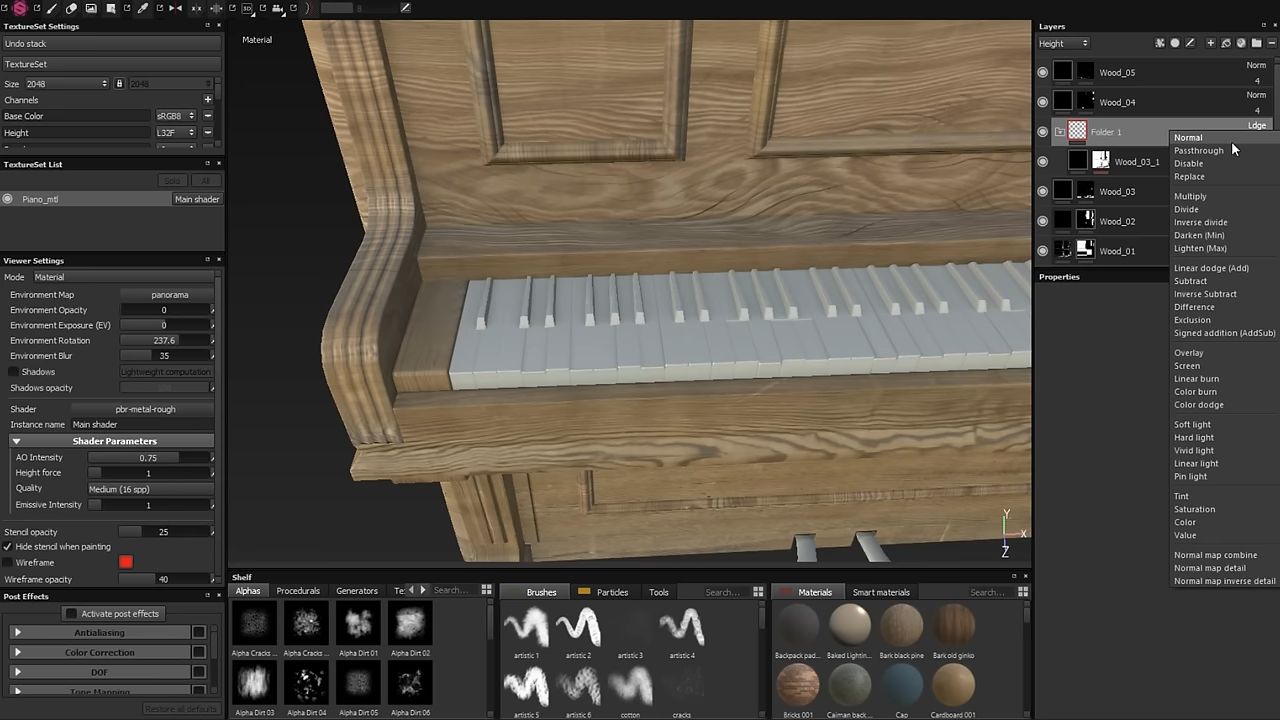 TextureSet Settings
Undo stack
TextureSet
Size 2048 2048
Channels
Base Color sRGB8
Height L32F
TextureSet List
Solo All
Piano_mtl Main shader
Viewer Settings
Mode Material
Environment Map panorama
Environment Opacity 0
Environment Exposure (EV) 0
Environment Rotation 237.6
Environment Blur 35
Shadows Lightweight computation
Shadows opacity
Shader pbr-metal-rough
Instance name Main shader
Shader Parameters
AO Intensity 0.75
Height force 1
Quality Medium (16 spp)
Emissive Intensity 1
Stencil opacity 25
Hide stencil when painting
Wireframe
Wireframe opacity 40
Post Effects
Activate post effects
Antialiasing
Color Correction
DOF
Tone Mapping
Restore all defaults
Material
Y
X
Z
Shelf
Alphas Procedurals Generators Te Search...
Alpha Cracks ... Alpha Cracks ... Alpha Dirt 01 Alpha Dirt 02
Alpha Dirt 03 Alpha Dirt 04 Alpha Dirt 05 Alpha Dirt 06
Brushes Particles Tools Search...
artistic 1 artistic 2 artistic 3 artistic 4
artistic 5 artistic 6 cotton cracks
Materials Smart materials Search...
Backpack pad... Baked Lightin... Bark black pine Bark old ginko
Bricks 001 Caiman back... Cap Cardboard 001
Layers
Height
Wood_05 Norm
4
Wood_04 Norm
4
Folder 1 Ldge
Wood_03_1
Wood_03
Wood_02
Wood_01
Properties
Normal
Passthrough
Disable
Replace
Multiply
Divide
Inverse divide
Darken (Min)
Lighten (Max)
Linear dodge (Add)
Subtract
Inverse Subtract
Difference
Exclusion
Signed addition (AddSub)
Overlay
Screen
Linear burn
Color burn
Color dodge
Soft light
Hard light
Vivid light
Linear light
Pin light
Tint
Saturation
Color
Value
Normal map combine
Normal map detail
Normal map inverse detail